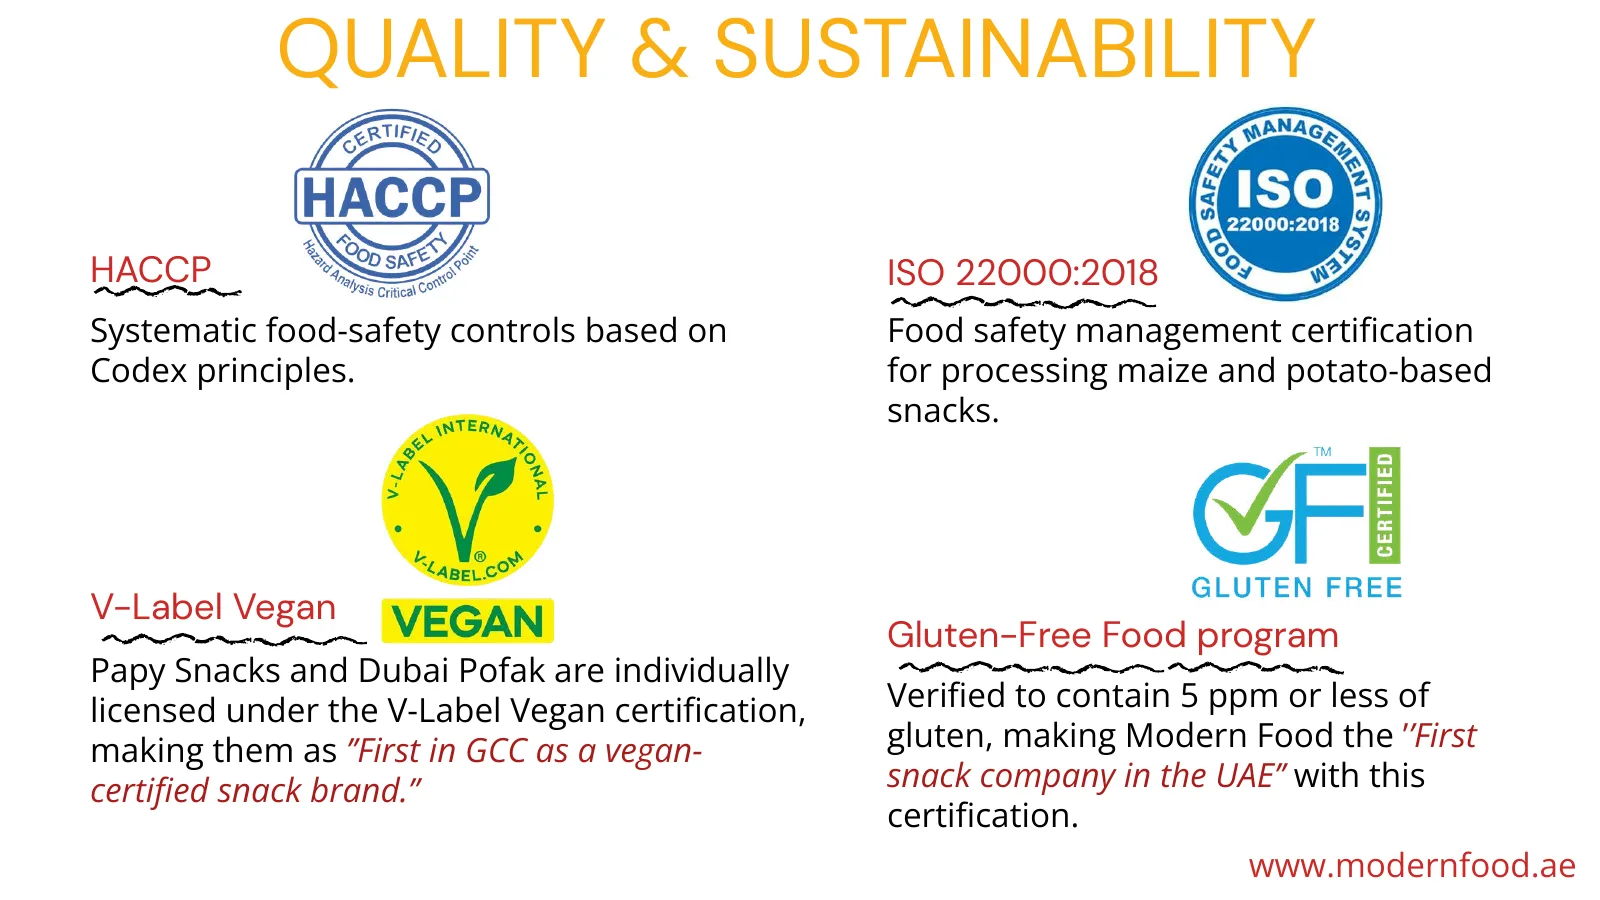 QUALITY & SUSTAINABILITY
CERTIFIED
HACCP
FOOD SAFETY
Hazard Analysis Critical Control Point
HACCP
Systematic food-safety controls based on
Codex principles.
FOOD SAFETY MANAGEMENT SYSTEM
ISO
22000:2018
ISO 22000:2018
Food safety management certification
for processing maize and potato-based
snacks.
V-LABEL INTERNATIONAL
V-LABEL.COM
®
VEGAN
V-Label Vegan
Papy Snacks and Dubai Pofak are individually
licensed under the V-Label Vegan certification,
making them as ”First in GCC as a vegan-
certified snack brand.”
GF
TM
CERTIFIED
GLUTEN FREE
Gluten-Free Food program
Verified to contain 5 ppm or less of
gluten, making Modern Food the ’’First
snack company in the UAE” with this
certification.
www.modernfood.ae